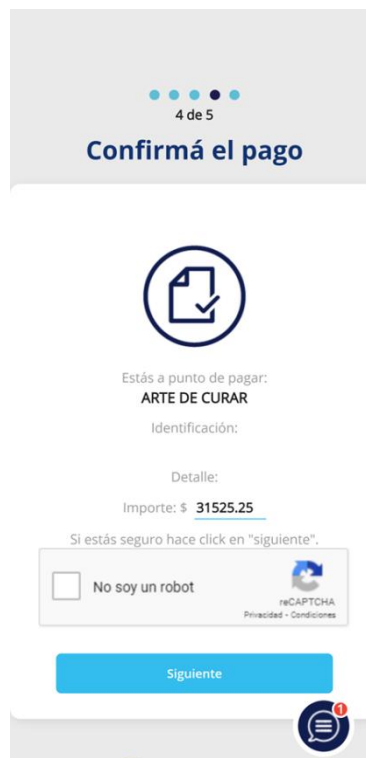 4 de 5
Confirmá el pago
Estás a punto de pagar:
ARTE DE CURAR
Identificación:
Detalle:
Importe: $ 31525.25
Si estás seguro hace click en "siguiente".
No soy un robot
reCAPTCHA
Privacidad - Condiciones
Siguiente
1